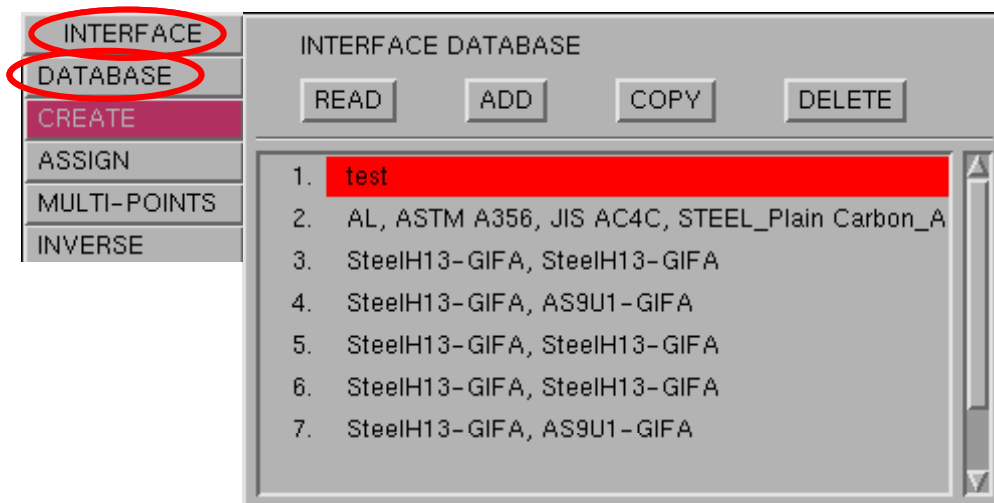 INTERFACE
DATABASE
CREATE
ASSIGN
MULTI-POINTS
INVERSE
INTERFACE DATABASE
READ ADD COPY DELETE
1. test
2. AL, ASTM A356, JIS AC4C, STEEL_Plain Carbon_A
3. SteelH13-GIFA, SteelH13-GIFA
4. SteelH13-GIFA, AS9U1-GIFA
5. SteelH13-GIFA, SteelH13-GIFA
6. SteelH13-GIFA, SteelH13-GIFA
7. SteelH13-GIFA, AS9U1-GIFA